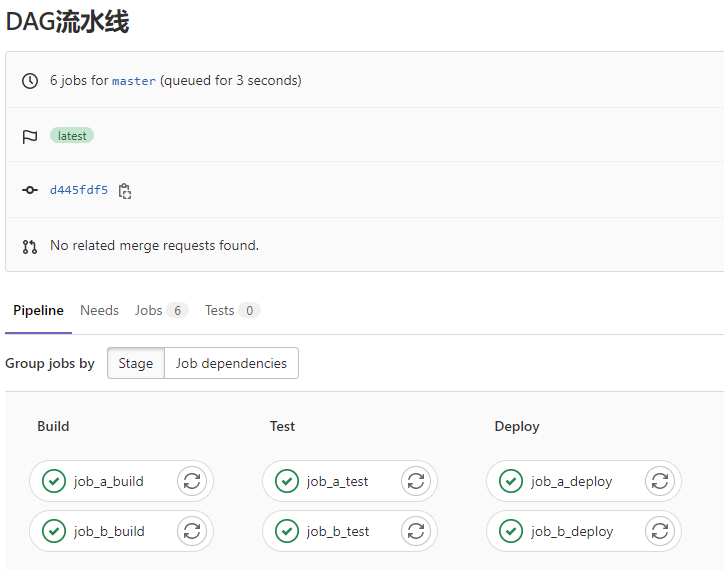 DAG流水线
6 jobs for master (queued for 3 seconds)
latest
d445fdf5
No related merge requests found.
Pipeline Needs Jobs 6 Tests 0
Group jobs by Stage Job dependencies
Build Test Deploy
job_a_build job_a_test job_a_deploy
job_b_build job_b_test job_b_deploy